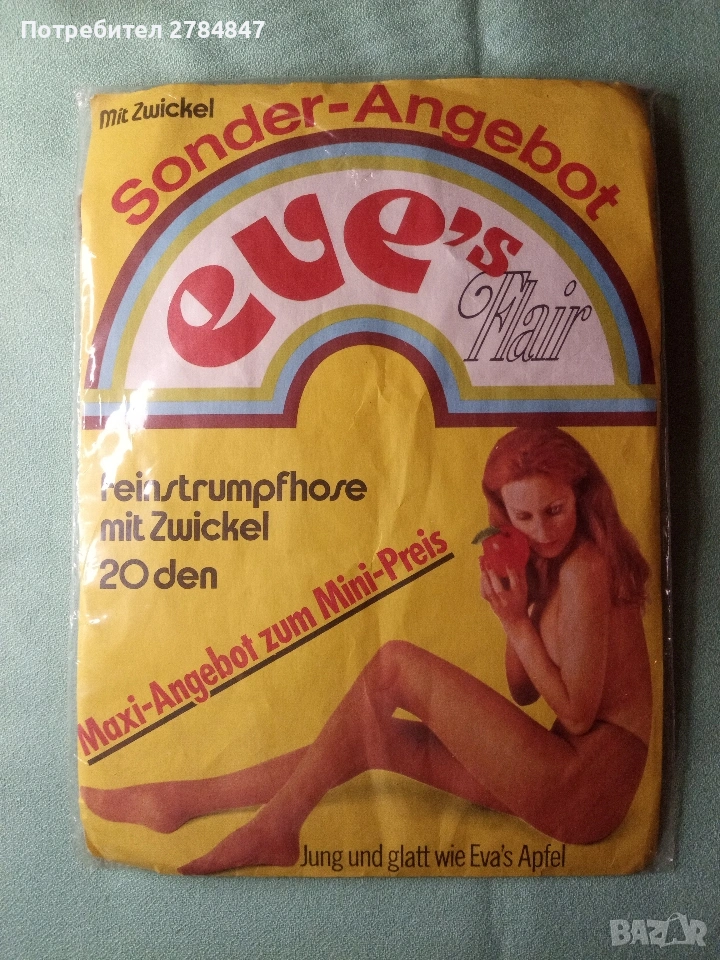 Потребител 2784847
Mit Zwickel
Sonder-Angebot
eve's
Flair
feinstrumpfhose
mit Zwickel
20 den
Maxi-Angebot zum Mini-Preis
Jung und glatt wie Eva's Apfel
BAZAR